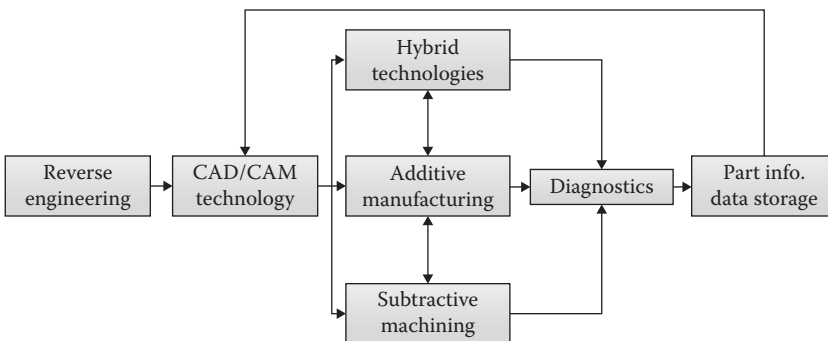 Hybrid
technologies
Reverse
engineering
CAD/CAM
technology
Additive
manufacturing
Diagnostics
Part info.
data storage
Subtractive
machining